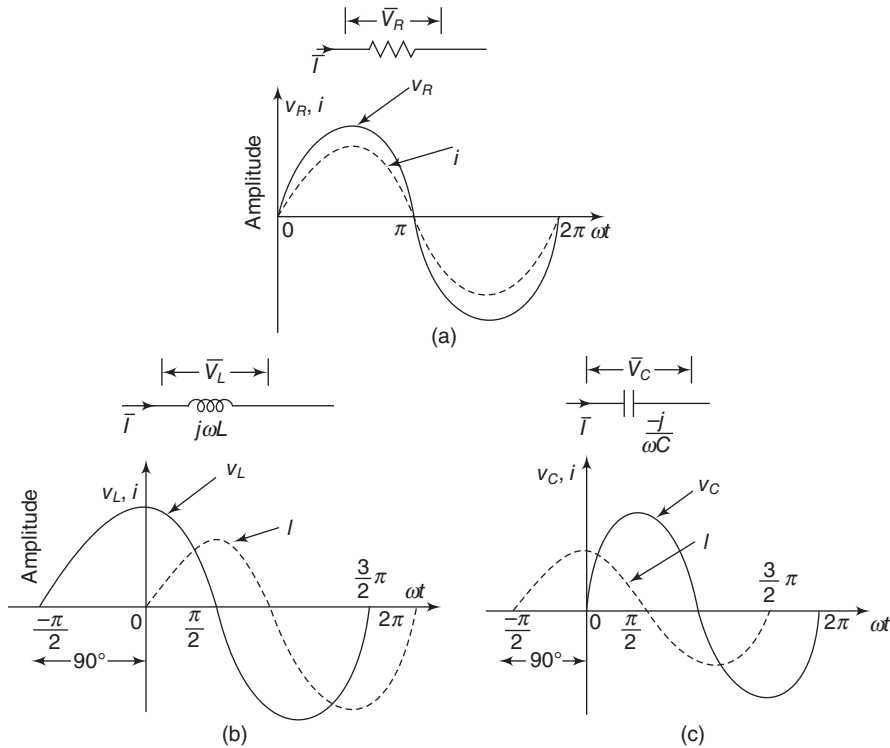 V̅_R
I̅
v_R, i
v_R
i
Amplitude
0
π
2π ωt
(a)
V̅_L
I̅
jωL
v_L, i
v_L
I
Amplitude
3/2 π
ωt
-π/2
0
π/2
2π
90°
(b)
V̅_C
I̅
-j/ωC
v_C, i
v_C
I
3/2 π
-π/2
0
π/2
2π
ωt
90°
(c)